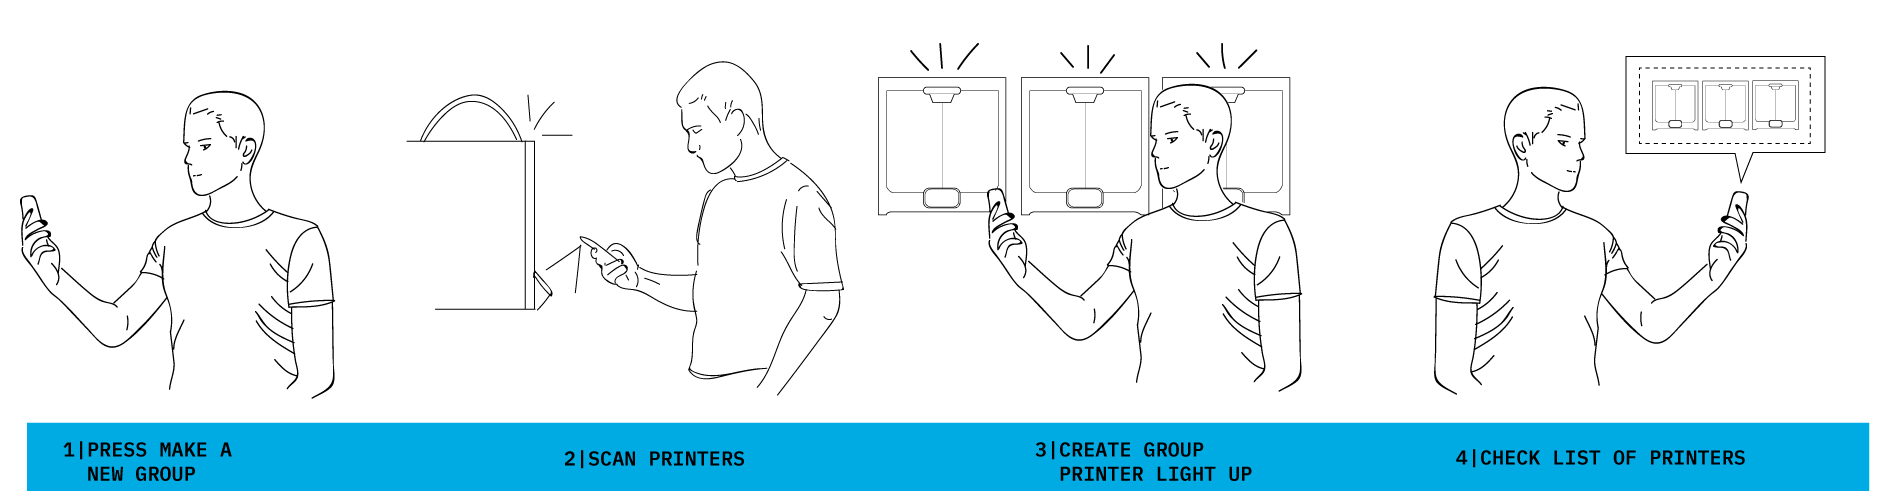 1|PRESS MAKE A
NEW GROUP
2|SCAN PRINTERS
3|CREATE GROUP
PRINTER LIGHT UP
4|CHECK LIST OF PRINTERS